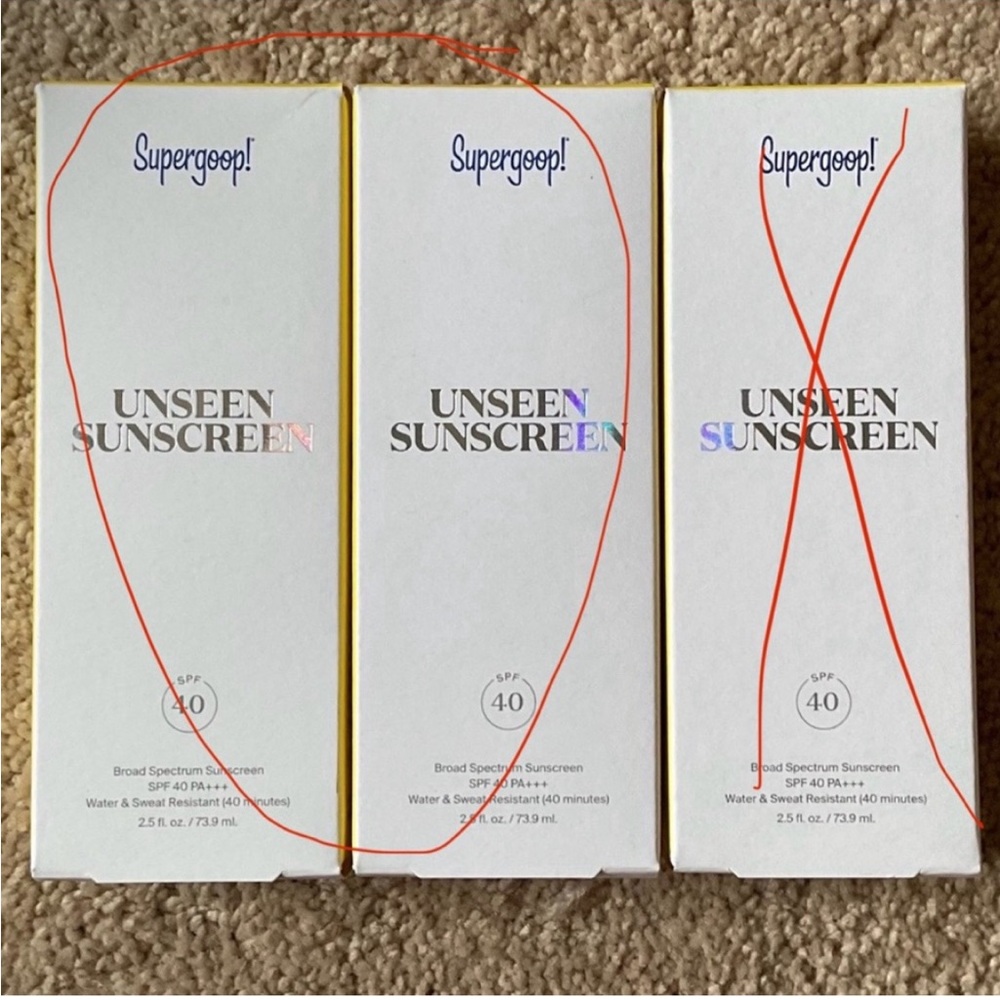 Supergoop!
UNSEEN
SUNSCREEN
SPF
40
Broad Spectrum Sunscreen
SPF 40 PA+++
Water & Sweat Resistant (40 minutes)
2.5 fl. oz. / 73.9 ml.
Supergoop!
UNSEEN
SUNSCREEN
SPF
40
Broad Spectrum Sunscreen
SPF 40 PA+++
Water & Sweat Resistant (40 minutes)
2.5 fl. oz. / 73.9 ml.
Supergoop!
UNSEEN
SUNSCREEN
SPF
40
Broad Spectrum Sunscreen
SPF 40 PA+++
Water & Sweat Resistant (40 minutes)
2.5 fl. oz. / 73.9 ml.